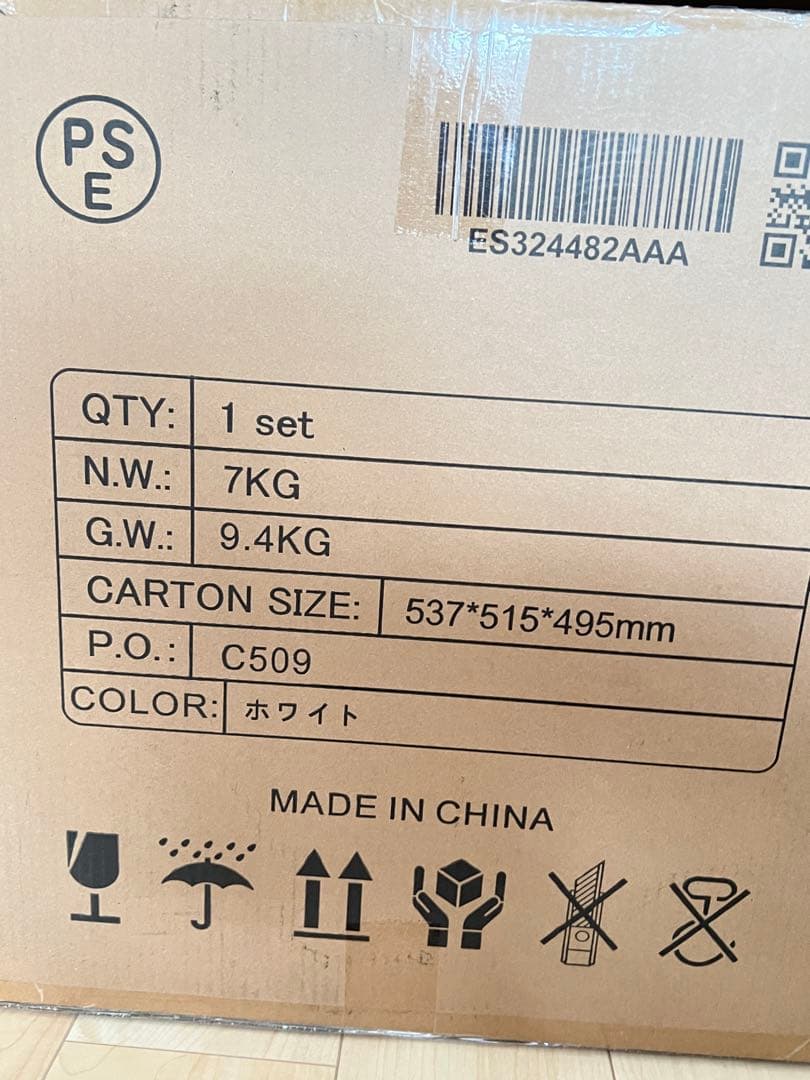 PS
E
ES324482AAA
QTY: 1 set
N.W.: 7KG
G.W.: 9.4KG
CARTON SIZE: 537*515*495mm
P.O.: C509
COLOR: ホワイト
MADE IN CHINA